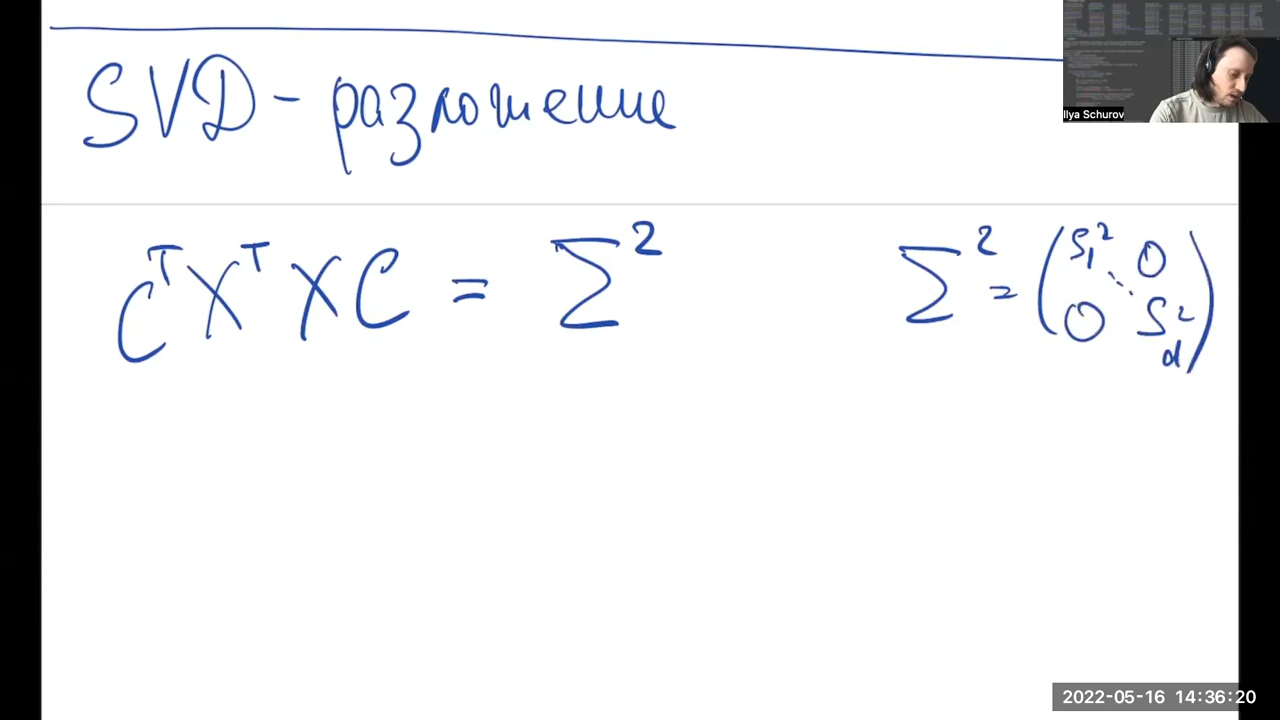 Ilya Schurov
SVD - разложение
CᵀXᵀXC = Σ²
Σ² = (S₁² 0
0 S_d²)
2022-05-16 14:36:20